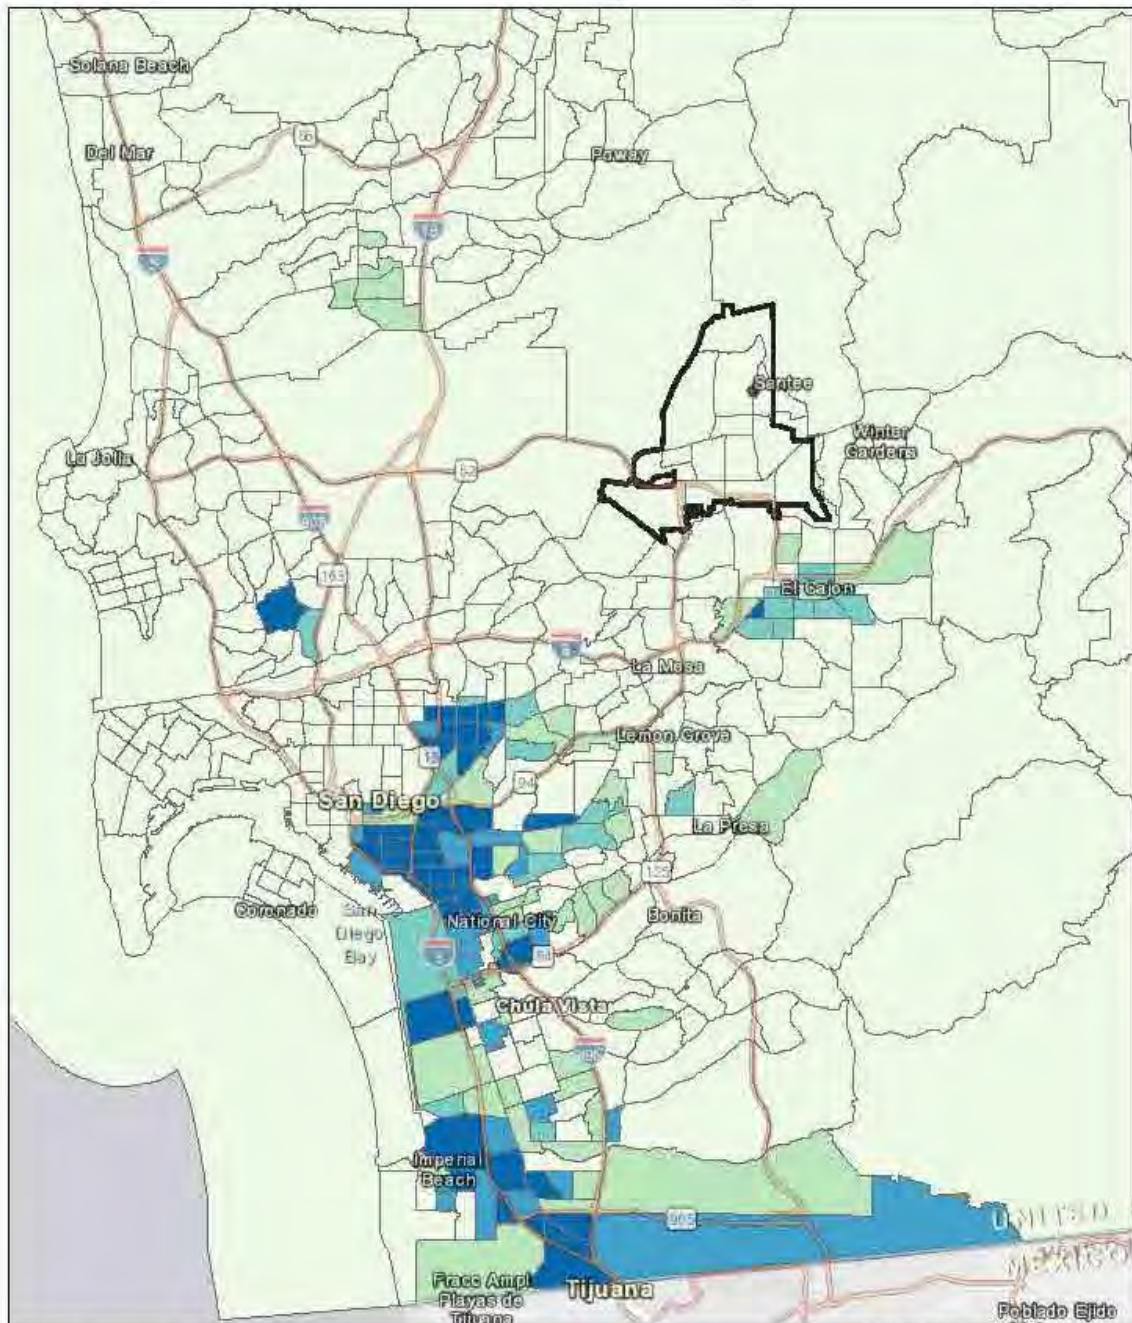 Solana Beach
56
Del Mar
Poway
15
5
Santee
Winter
Gardens
La Jolla
52
805
163
El Cajon
8
La Mesa
Lemon Grove
15
94
San Diego
La Presa
125
Coronado
San
Diego
Bay
National City
Bonita
5
54
Chula Vista
805
Imperial
Beach
905
UNITED
MEXICO
Fracc Ampl
Playas de
Tijuana
Tijuana
Poblado Ejido